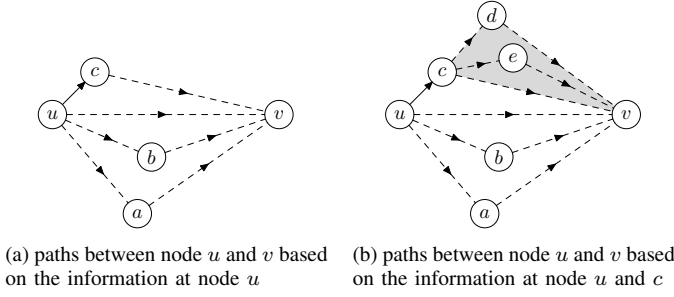 c
u
v
b
a
d
e
c
u
v
b
a
(a) paths between node u and v based
on the information at node u
(b) paths between node u and v based
on the information at node u and c